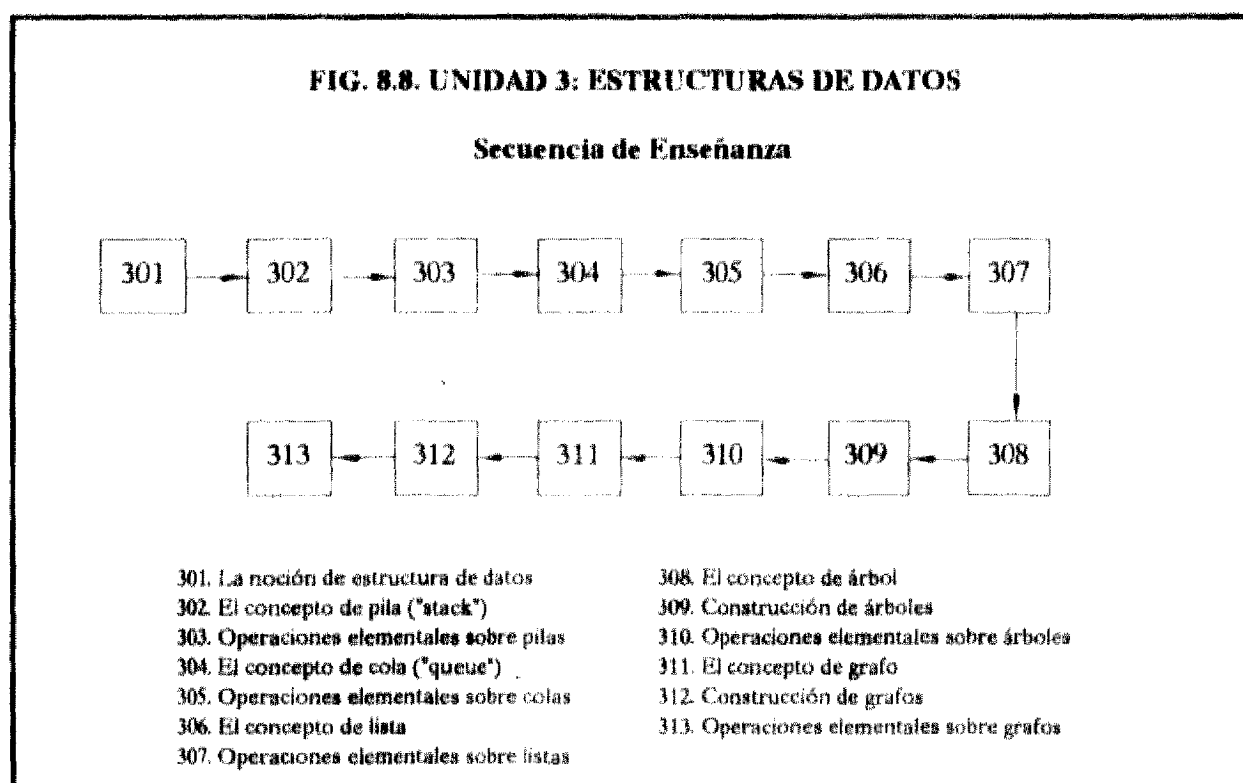 FIG. 8.8. UNIDAD 3: ESTRUCTURAS DE DATOS
Secuencia de Enseñanza
301 302 303 304 305 306 307
313 312 311 310 309 308
301. La noción de estructura de datos
302. El concepto de pila ("stack")
303. Operaciones elementales sobre pilas
304. El concepto de cola ("queue")
305. Operaciones elementales sobre colas
306. El concepto de lista
307. Operaciones elementales sobre listas
308. El concepto de árbol
309. Construcción de árboles
310. Operaciones elementales sobre árboles
311. El concepto de grafo
312. Construcción de grafos
313. Operaciones elementales sobre grafos